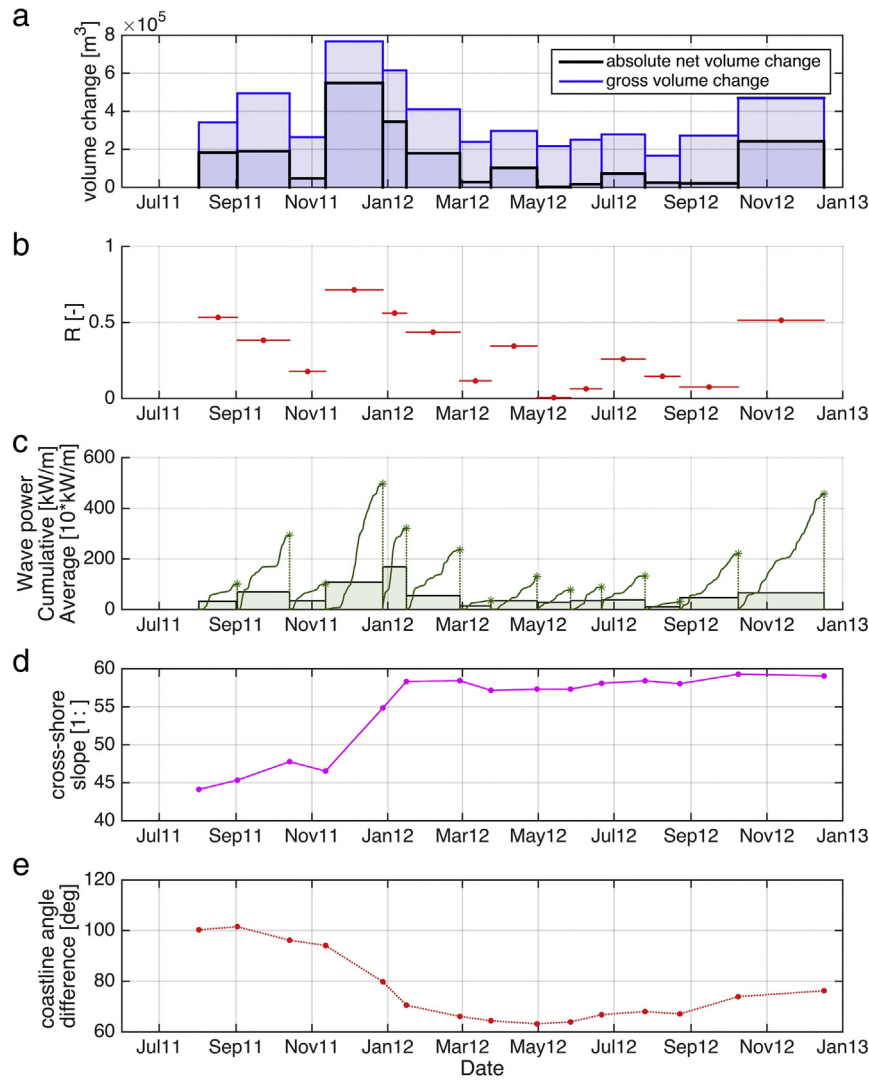 a
8 ×10⁵
6
4
2
0
volume change [m³]
absolute net volume change
gross volume change
Jul11 Sep11 Nov11 Jan12 Mar12 May12 Jul12 Sep12 Nov12 Jan13
b
1
0.5
0
R [-]
Jul11 Sep11 Nov11 Jan12 Mar12 May12 Jul12 Sep12 Nov12 Jan13
c
600
400
200
0
Wave power
Cumulative [kW/m]
Average [10*kW/m]
Jul11 Sep11 Nov11 Jan12 Mar12 May12 Jul12 Sep12 Nov12 Jan13
d
60
55
50
45
40
cross-shore
slope [1:]
Jul11 Sep11 Nov11 Jan12 Mar12 May12 Jul12 Sep12 Nov12 Jan13
e
120
100
80
60
coastline angle
difference [deg]
Jul11 Sep11 Nov11 Jan12 Mar12 May12 Jul12 Sep12 Nov12 Jan13
Date